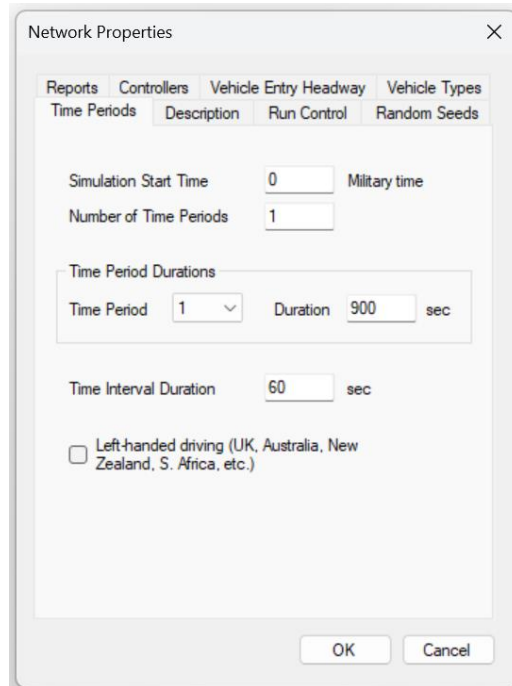 Network Properties
Reports Controllers Vehicle Entry Headway Vehicle Types
Time Periods Description Run Control Random Seeds
Simulation Start Time 0 Military time
Number of Time Periods 1
Time Period Durations
Time Period 1 Duration 900 sec
Time Interval Duration 60 sec
Left-handed driving (UK, Australia, New
Zealand, S. Africa, etc.)
OK Cancel